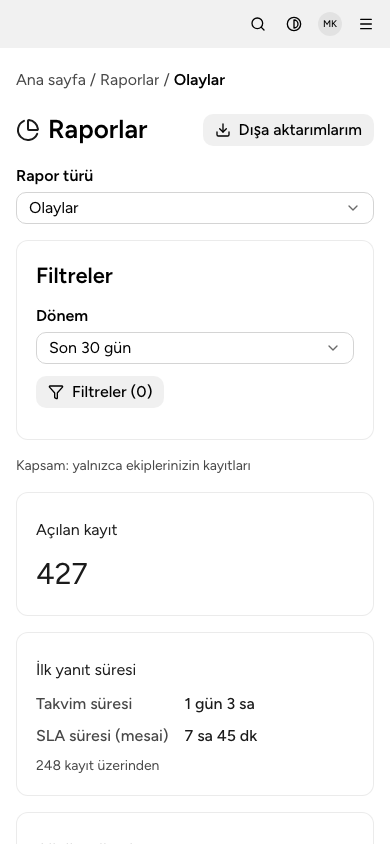 MK
Ana sayfa / Raporlar / Olaylar
Raporlar
Dışa aktarımlarım
Rapor türü
Olaylar
Filtreler
Dönem
Son 30 gün
Filtreler (0)
Kapsam: yalnızca ekiplerinizin kayıtları
Açılan kayıt
427
İlk yanıt süresi
Takvim süresi 1 gün 3 sa
SLA süresi (mesai) 7 sa 45 dk
248 kayıt üzerinden